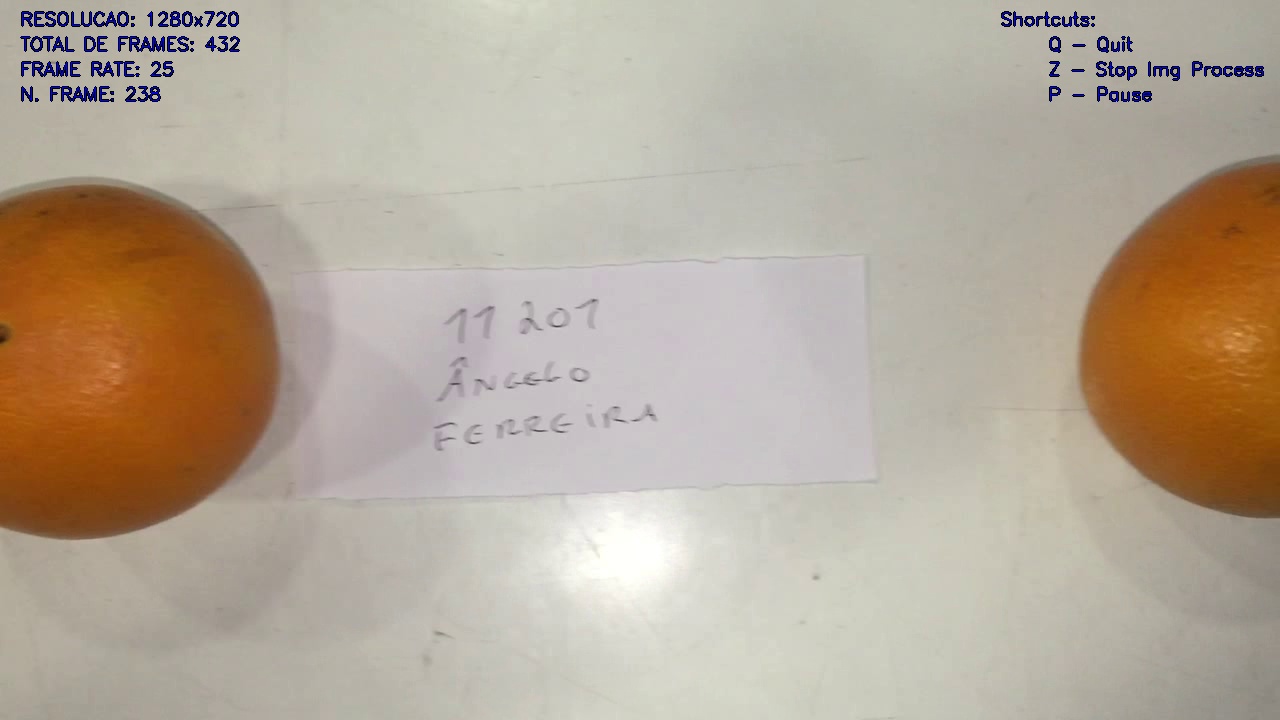 RESOLUCAO: 1280x720
TOTAL DE FRAMES: 432
FRAME RATE: 25
N. FRAME: 238
Shortcuts:
Q - Quit
Z - Stop Img Process
P - Pause
11 201
ÂNGELO
FERREiRA